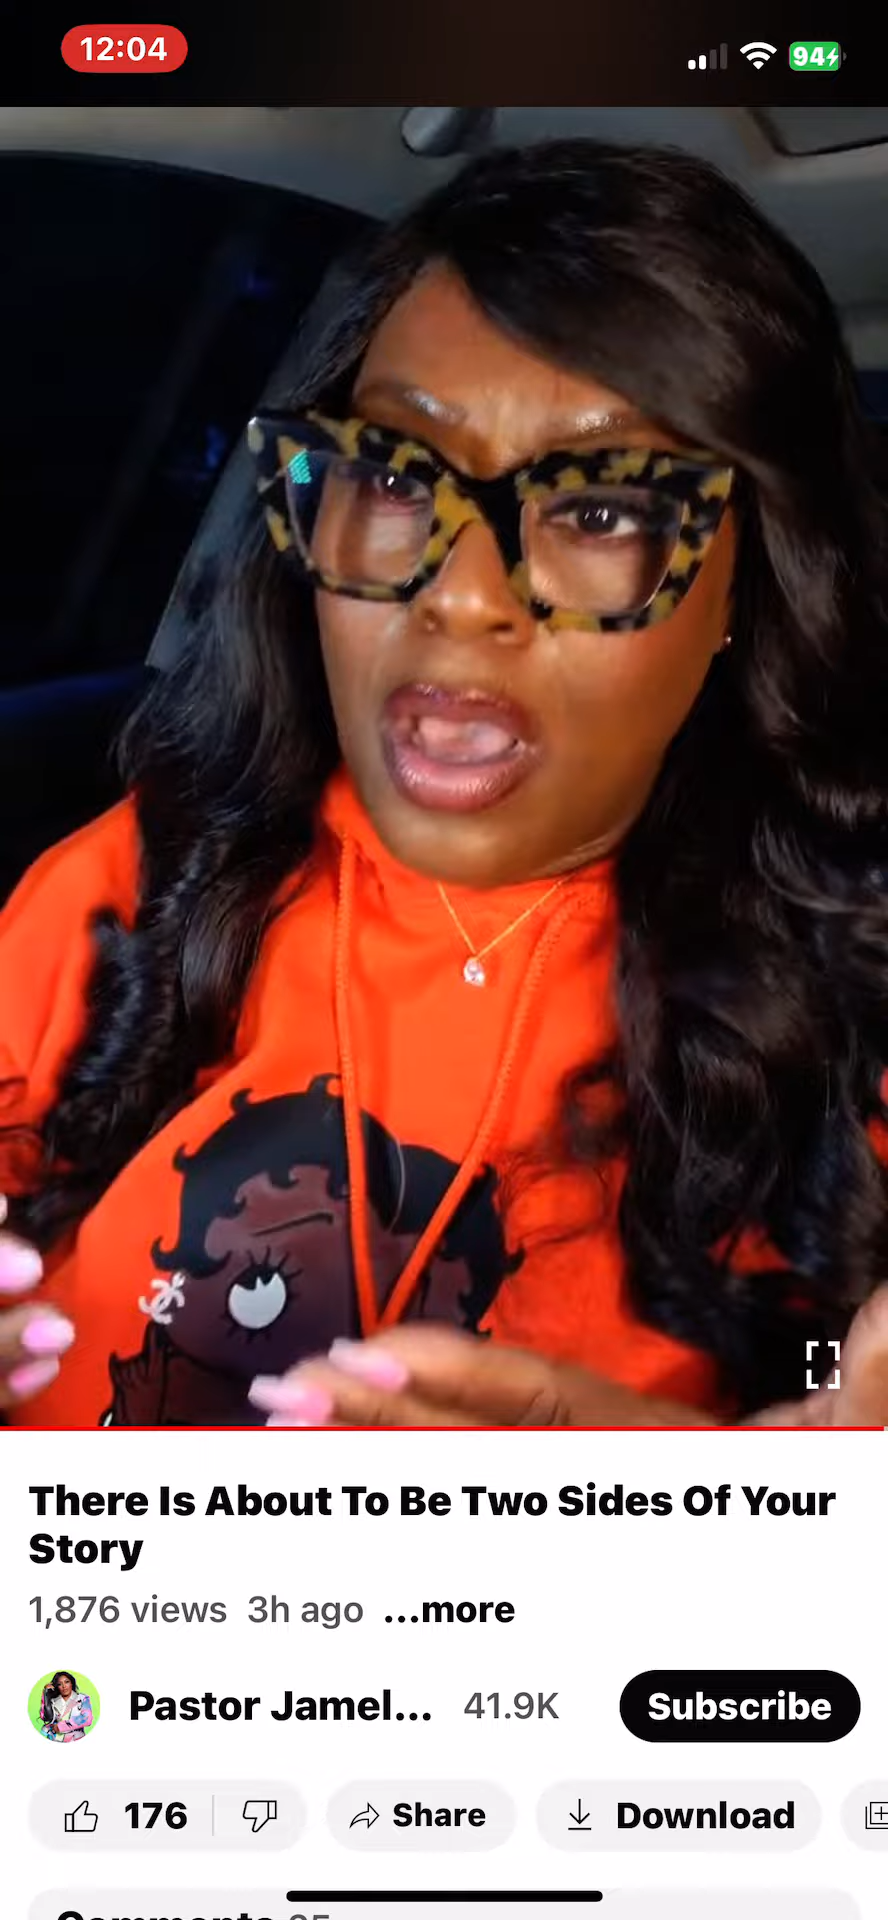 12:04
94
There Is About To Be Two Sides Of Your
Story
1,876 views 3h ago ...more
Pastor Jamel... 41.9K Subscribe
176 Share Download
Comments